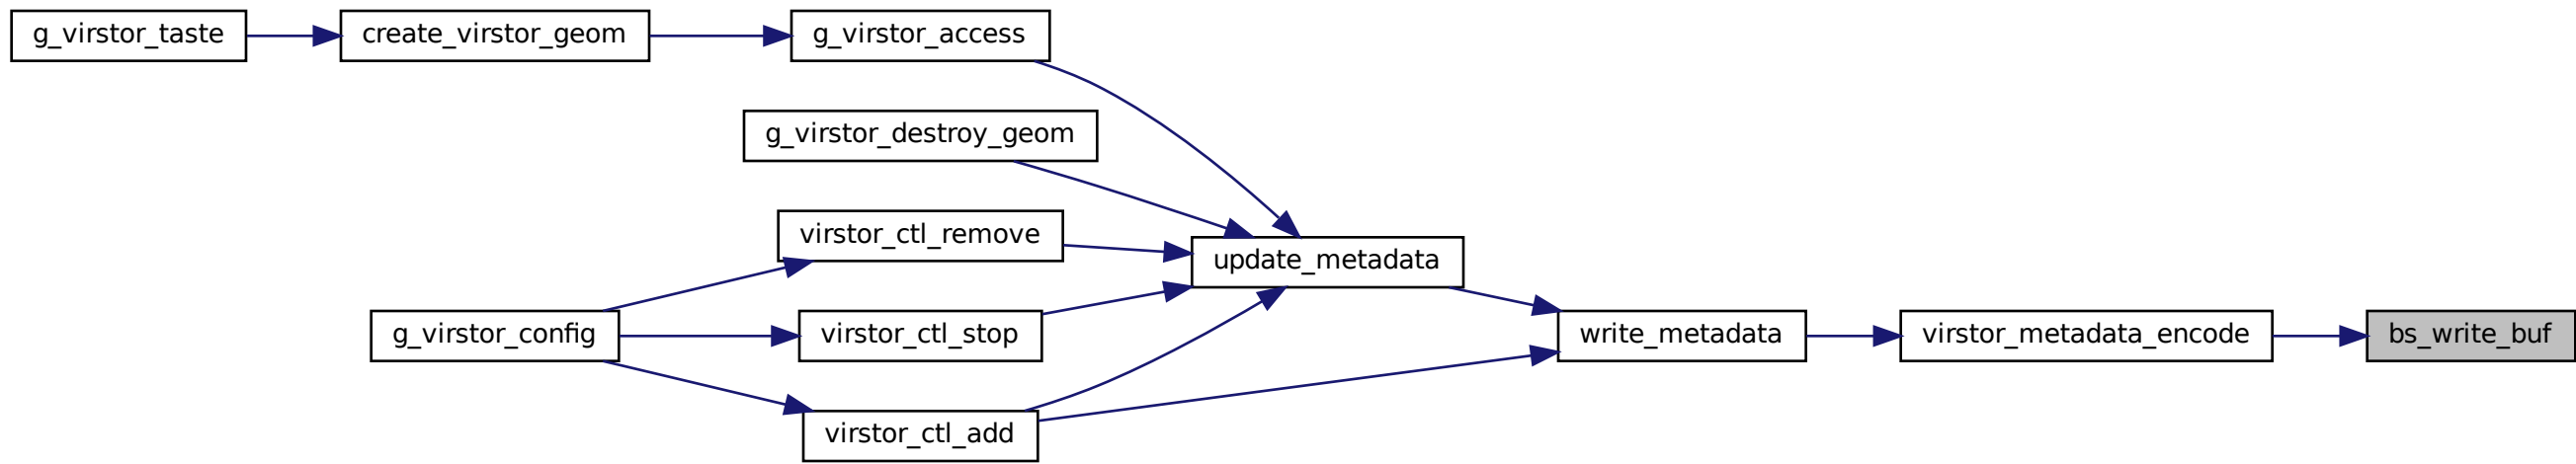 g_virstor_taste
create_virstor_geom
g_virstor_access
g_virstor_destroy_geom
virstor_ctl_remove
update_metadata
g_virstor_config
virstor_ctl_stop
write_metadata
virstor_metadata_encode
bs_write_buf
virstor_ctl_add